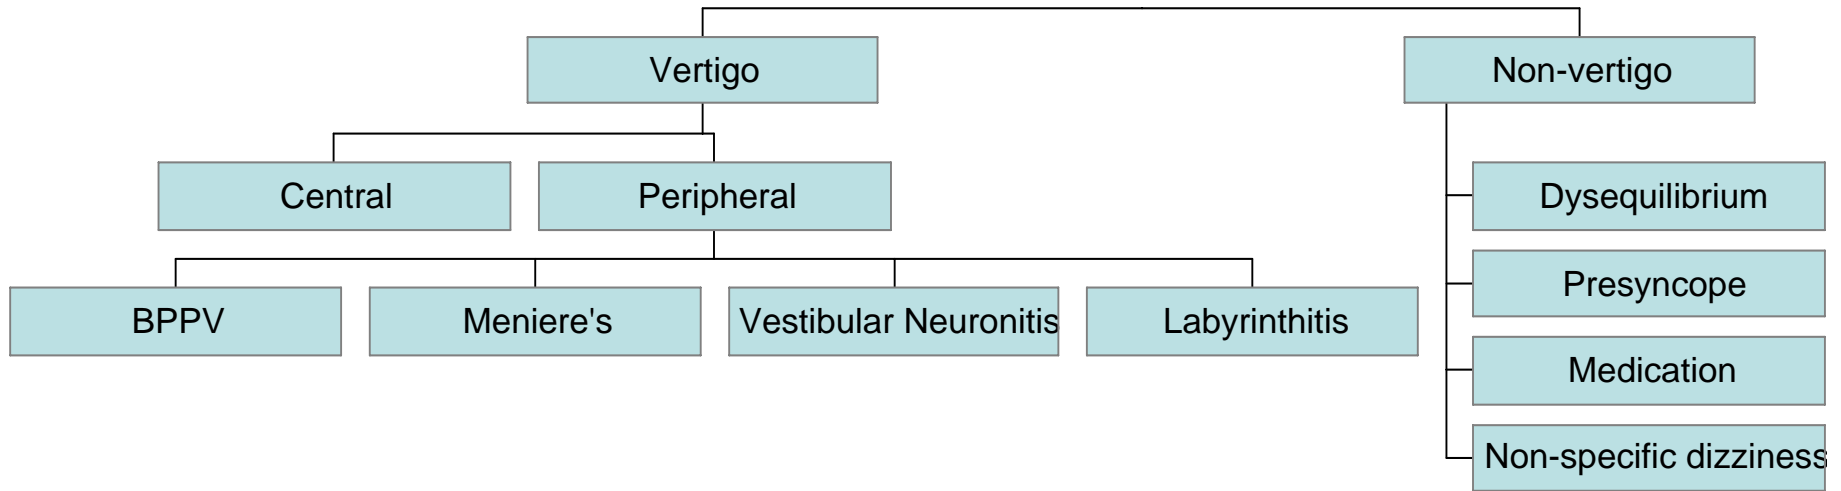 Vertigo
Non-vertigo
Central
Peripheral
Dysequilibrium
Presyncope
BPPV
Meniere's
Vestibular Neuronitis
Labyrinthitis
Medication
Non-specific dizziness